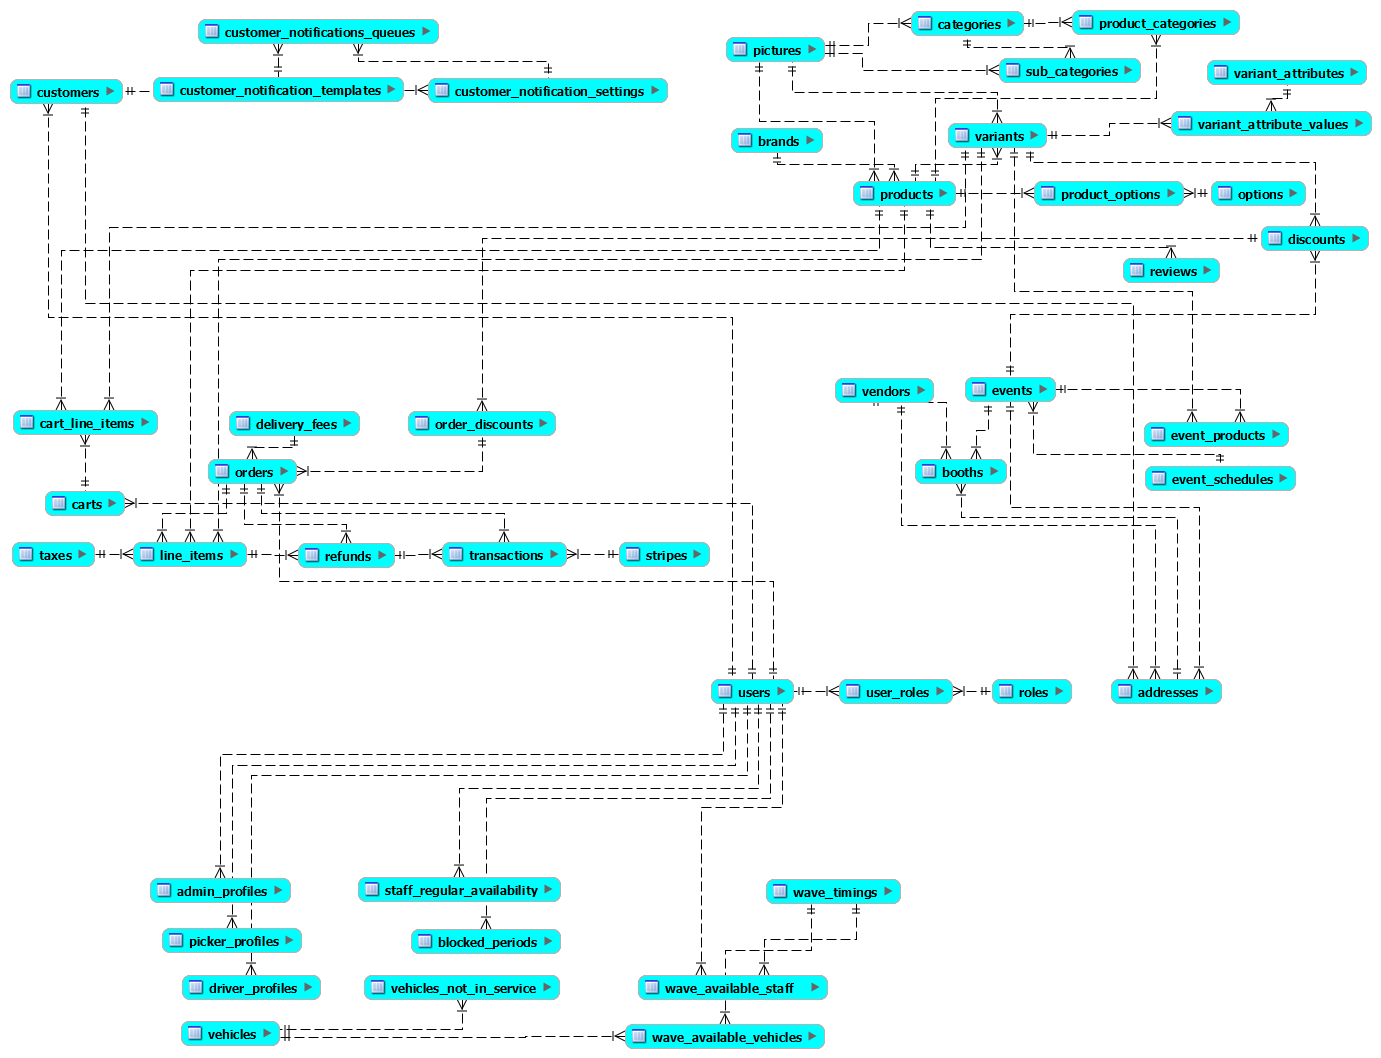 customer_notifications_queues
categories
product_categories
pictures
sub_categories
variant_attributes
customers
customer_notification_templates
customer_notification_settings
variant_attribute_values
brands
variants
products
product_options
options
discounts
reviews
vendors
events
cart_line_items
delivery_fees
order_discounts
event_products
orders
booths
event_schedules
carts
taxes
line_items
refunds
transactions
stripes
users
user_roles
roles
addresses
admin_profiles
staff_regular_availability
wave_timings
picker_profiles
blocked_periods
driver_profiles
vehicles_not_in_service
wave_available_staff
vehicles
wave_available_vehicles